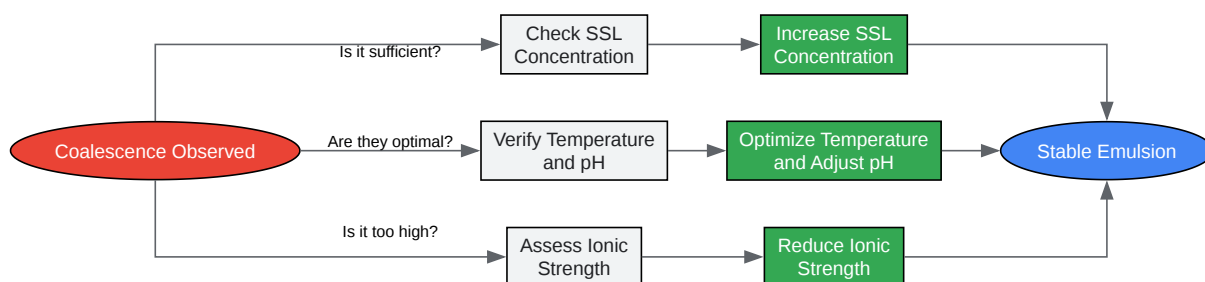 Is it sufficient?
Check SSL
Concentration
Increase SSL
Concentration
Coalescence Observed
Are they optimal?
Verify Temperature
and pH
Optimize Temperature
and Adjust pH
Stable Emulsion
Is it too high?
Assess Ionic
Strength
Reduce Ionic
Strength